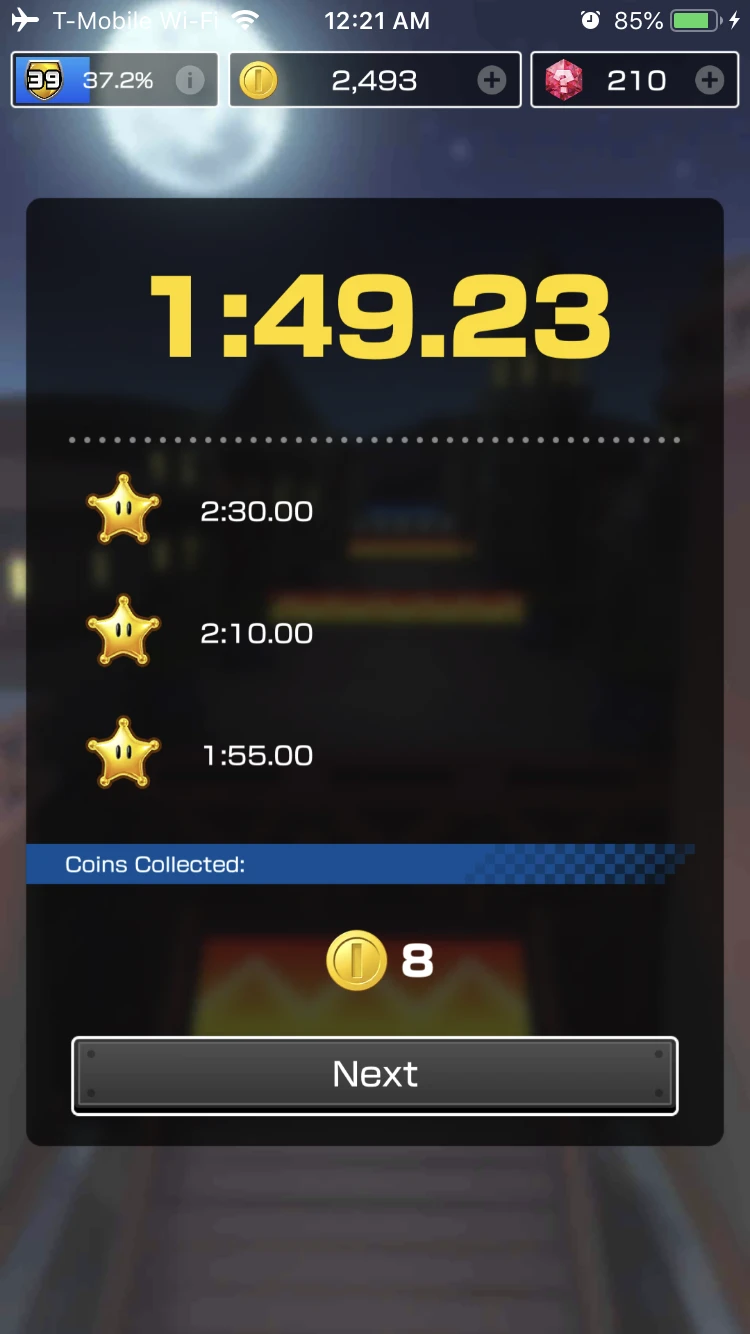 T-Mobile Wi-Fi 12:21 AM 85%
39 37.2% i 2,493 + 210 +
1:49.23
2:30.00
2:10.00
1:55.00
Coins Collected:
8
Next